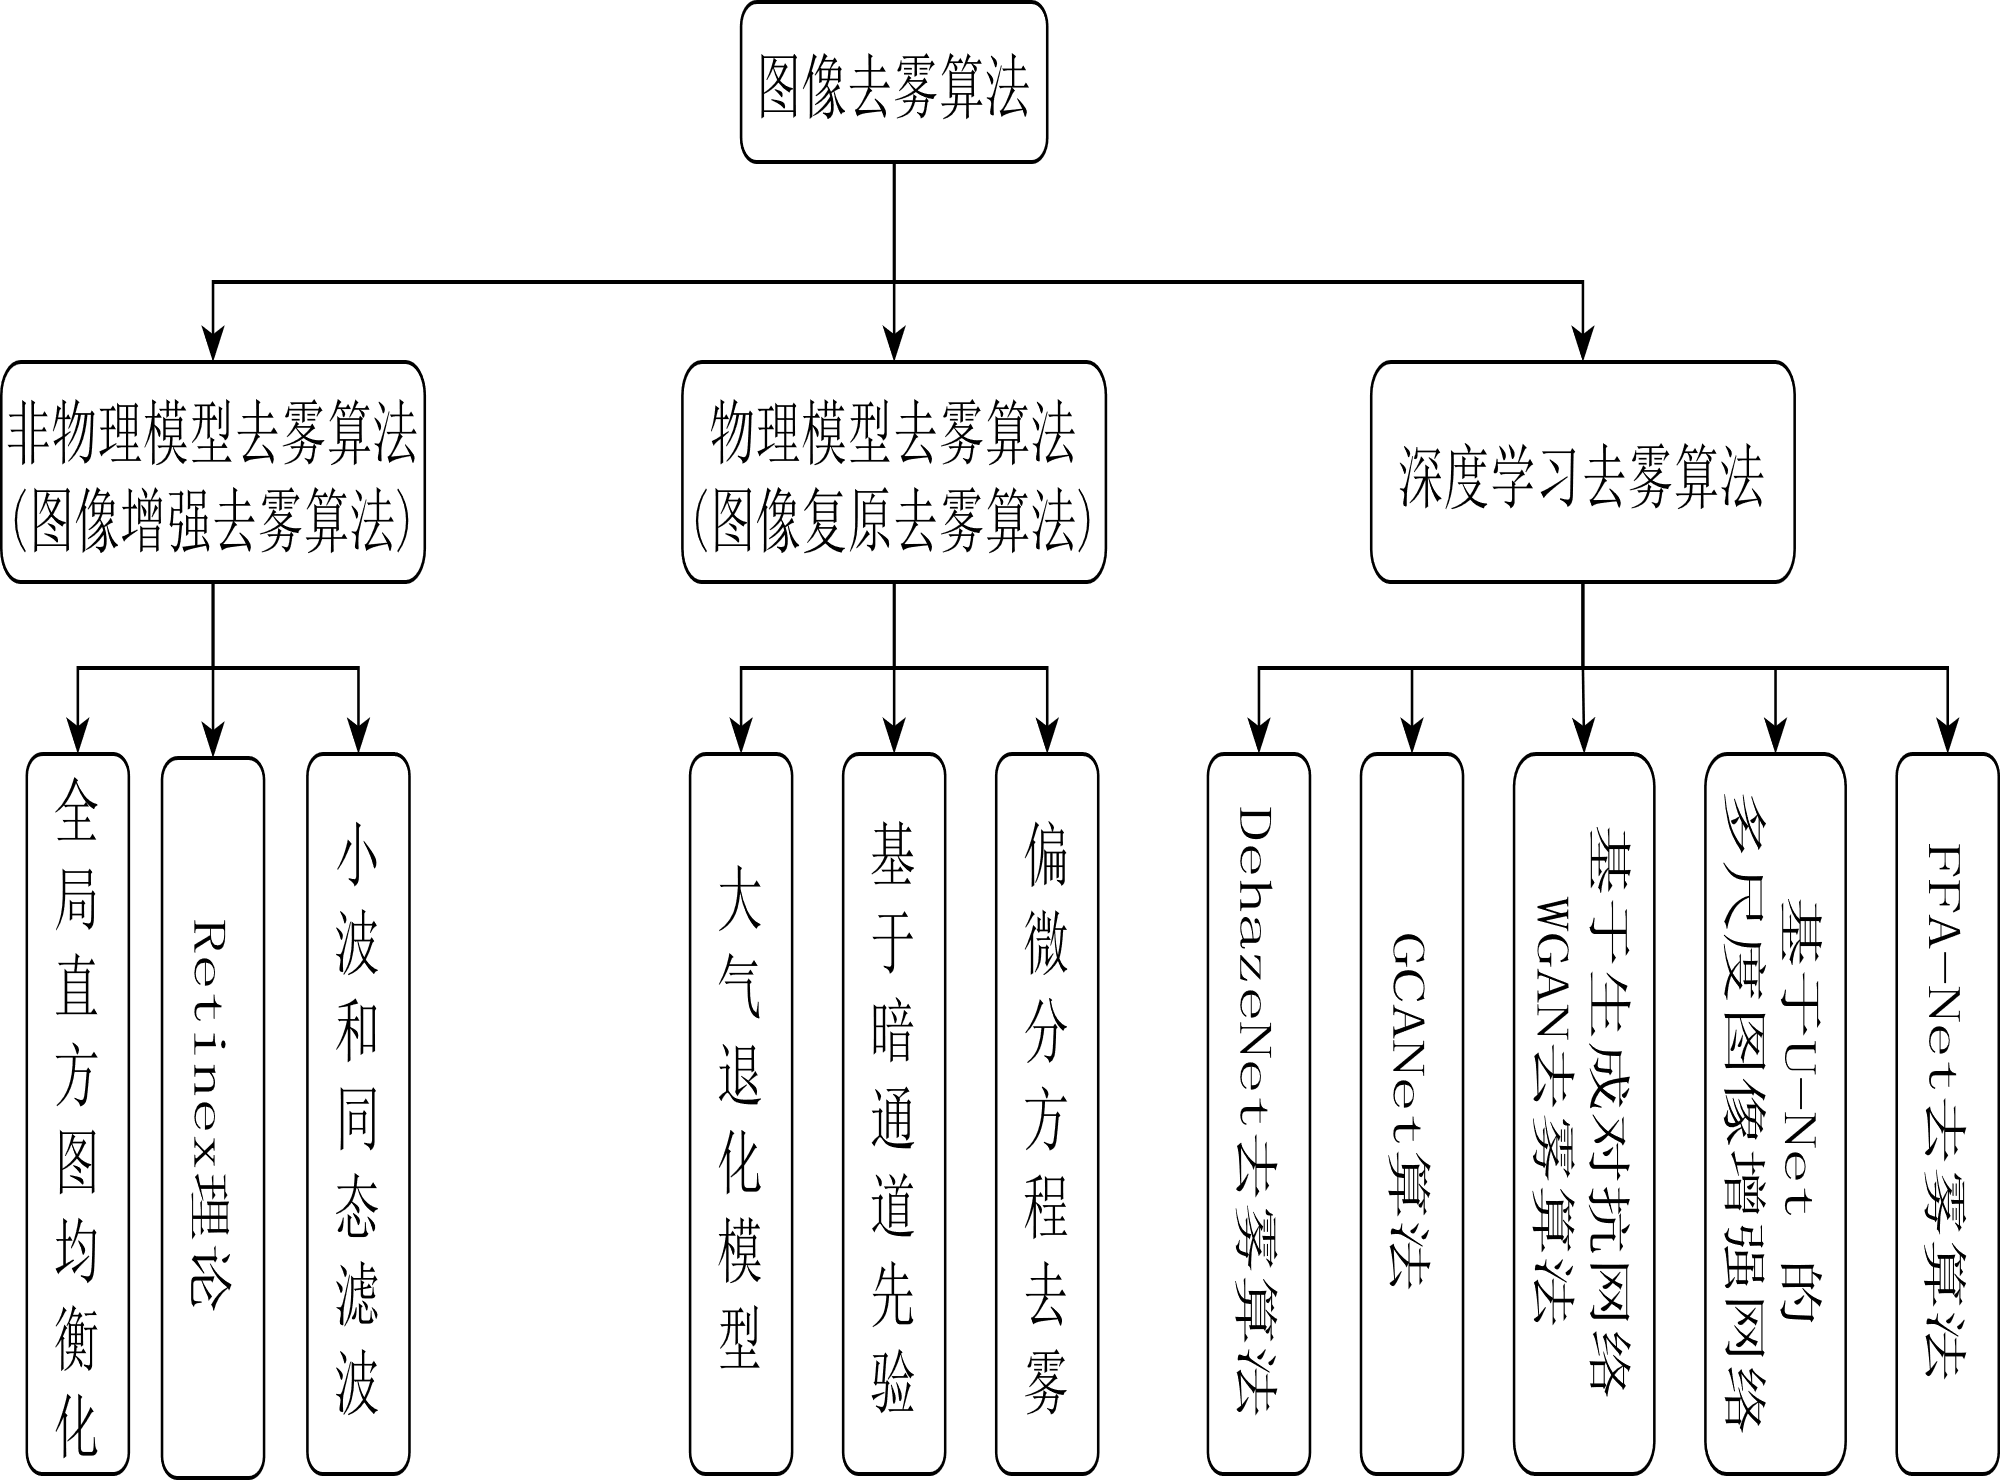 图像去雾算法
非物理模型去雾算法
(图像增强去雾算法)
物理模型去雾算法
(图像复原去雾算法)
深度学习去雾算法
全局直方图均衡化
Retinex理论
小波和同态滤波
大气退化模型
基于暗通道先验
偏微分方程去雾
DehazeNet去雾算法
GCANet算法
基于生成对抗网络
WGAN去雾算法
基于U-Net 的
多尺度图像增强网络
FFA-Net去雾算法